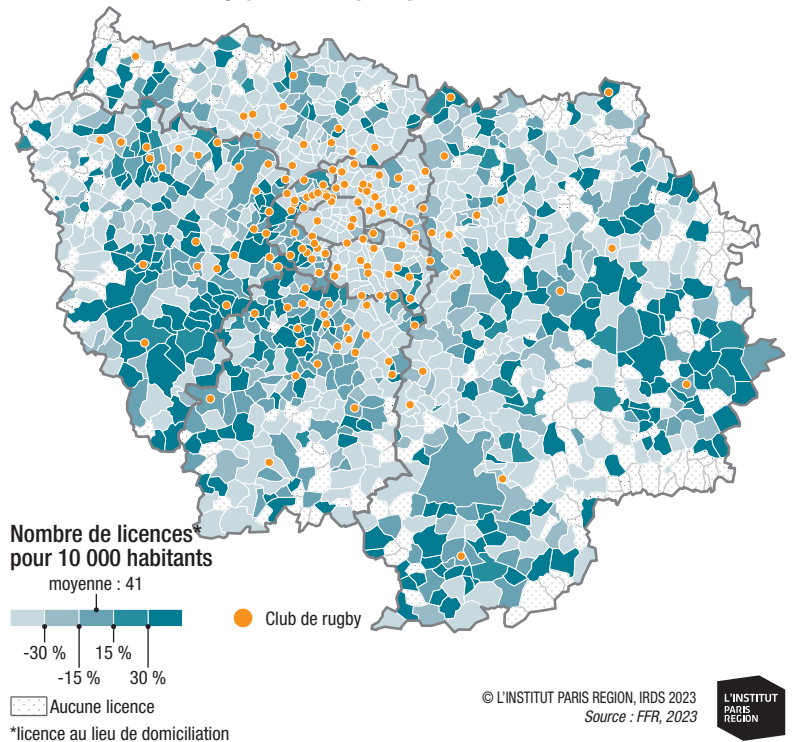 Nombre de licences*
pour 10 000 habitants
moyenne : 41
-30 %
15 %
-15 %
30 %
Club de rugby
Aucune licence
*licence au lieu de domiciliation
© L'INSTITUT PARIS REGION, IRDS 2023
Source : FFR, 2023
L'INSTITUT
PARIS
REGION